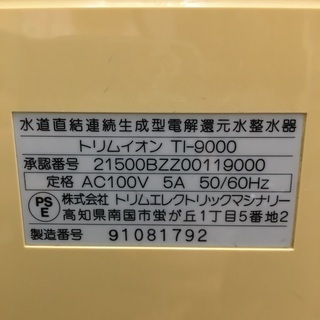 水道直結連続生成型電解還元水整水器
トリムイオン TI-9000
承認番号 21500BZZ00119000
定格 AC100V 5A 50/60Hz
PS E 株式会社 トリムエレクトリックマシナリー
高知県南国市蛍が丘1丁目5番地2
製造番号 91081792